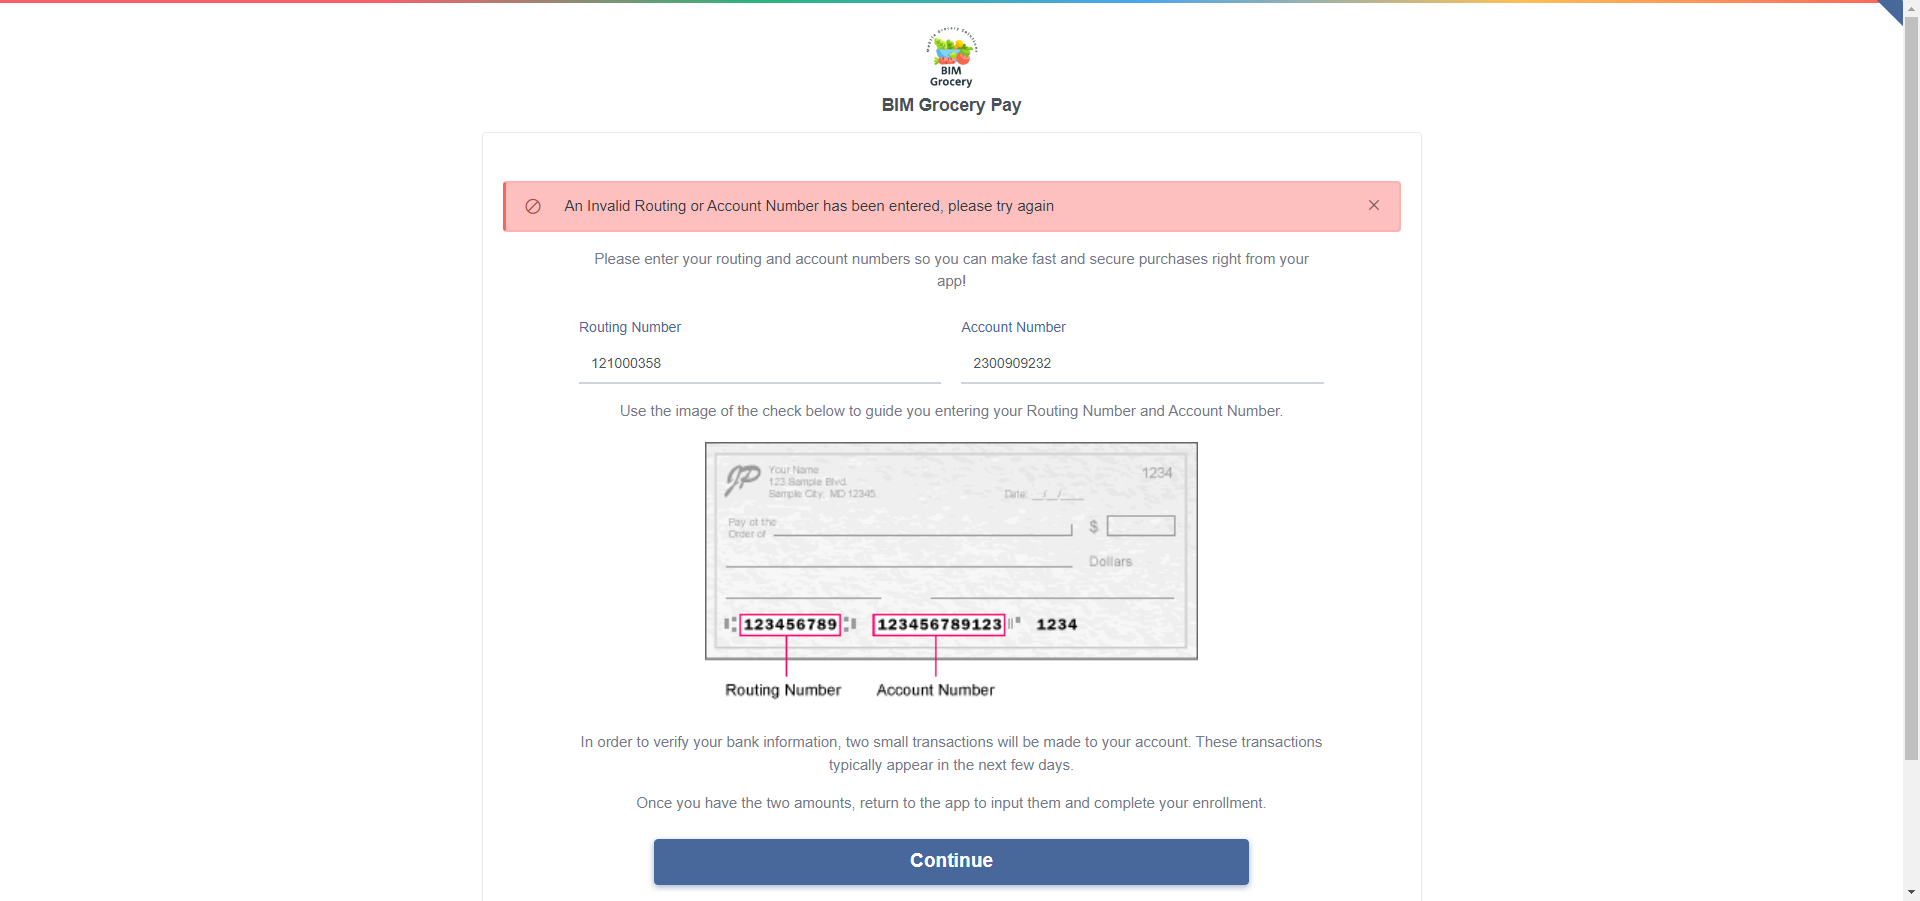 Mobile Grocery Solutions
BIM
Grocery
BIM Grocery Pay
An Invalid Routing or Account Number has been entered, please try again
Please enter your routing and account numbers so you can make fast and secure purchases right from your
app!
Routing Number
Account Number
121000358
2300909232
Use the image of the check below to guide you entering your Routing Number and Account Number.
JP
Your Name
123 Sample Blvd.
Sample City, MD 12345
1234
Date: __/__/____
Pay ot the
Order of
$
Dollars
123456789
123456789123
1234
Routing Number
Account Number
In order to verify your bank information, two small transactions will be made to your account. These transactions
typically appear in the next few days.
Once you have the two amounts, return to the app to input them and complete your enrollment.
Continue